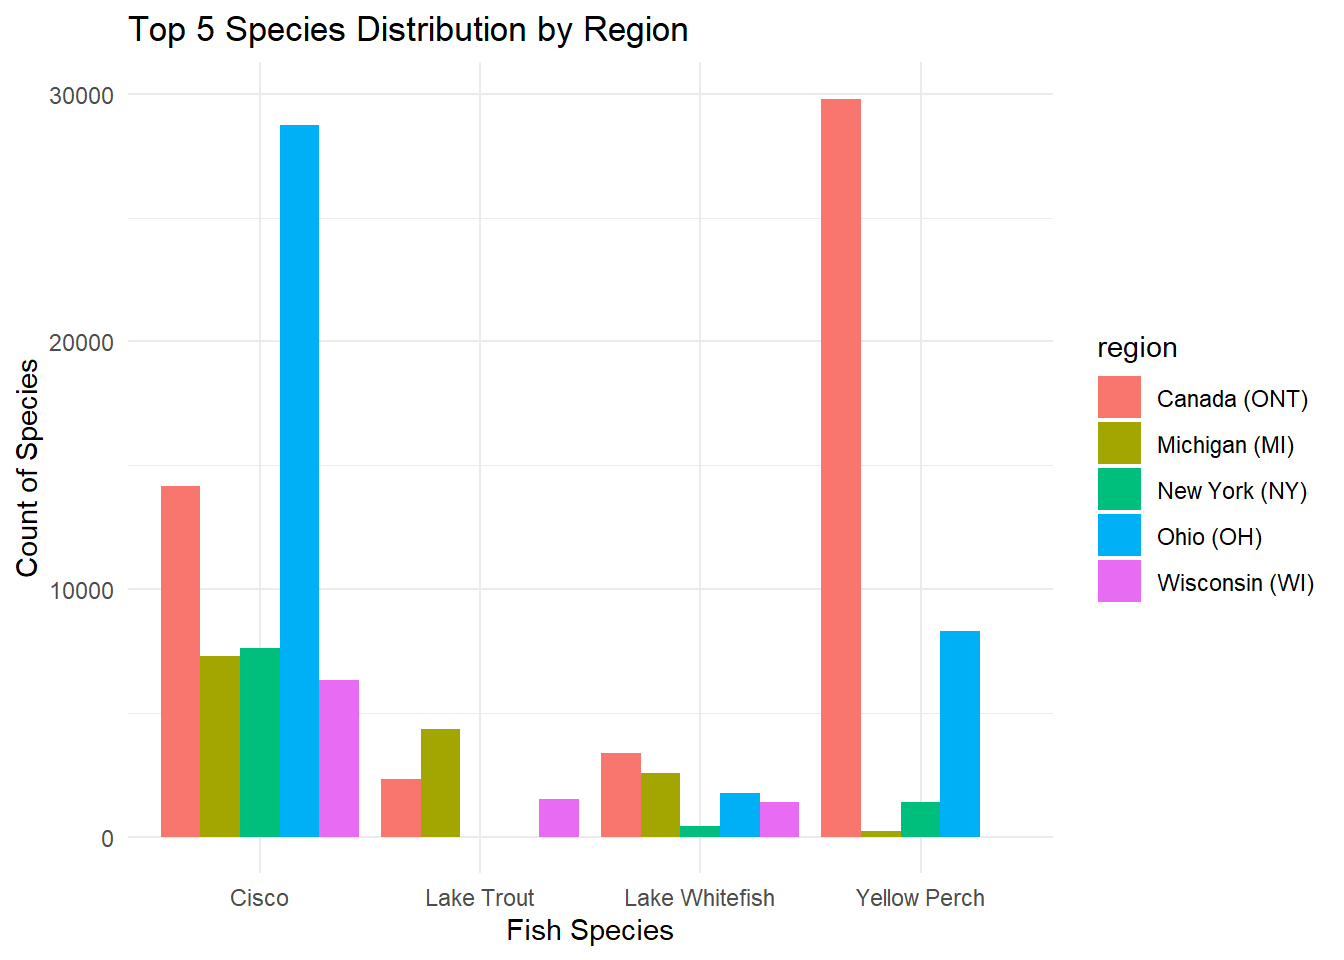 Top 5 Species Distribution by Region
Count of Species
30000
20000
10000
0
Cisco
Lake Trout
Lake Whitefish
Yellow Perch
Fish Species
region
Canada (ONT)
Michigan (MI)
New York (NY)
Ohio (OH)
Wisconsin (WI)